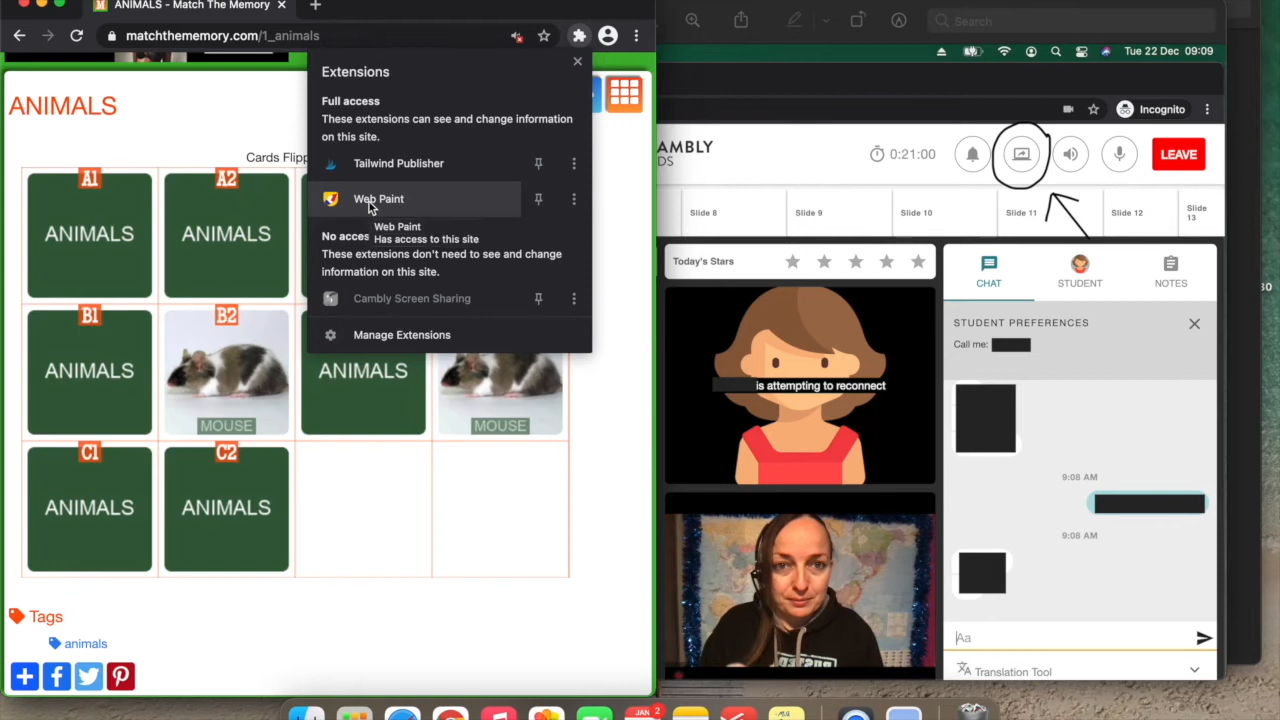 ANIMALS - Match The Memory
matchthememory.com/1_animals
ANIMALS
Cards Flipp
A1
ANIMALS
A2
ANIMALS
B1
ANIMALS
B2
MOUSE
ANIMALS
MOUSE
C1
ANIMALS
C2
ANIMALS
Tags
animals
Extensions
Full access
These extensions can see and change information
on this site.
Tailwind Publisher
Web Paint
Web Paint
Has access to this site
No acces
These extensions don't need to see and change
information on this site.
Cambly Screen Sharing
Manage Extensions
Search
Tue 22 Dec 09:09
Incognito
AMBLY
DS
0:21:00
LEAVE
Slide 8
Slide 9
Slide 10
Slide 11
Slide 12
Slide
13
Today's Stars
is attempting to reconnect
CHAT
STUDENT
NOTES
STUDENT PREFERENCES
Call me:
9:08 AM
9:08 AM
Aa
Translation Tool
30
JAN
2